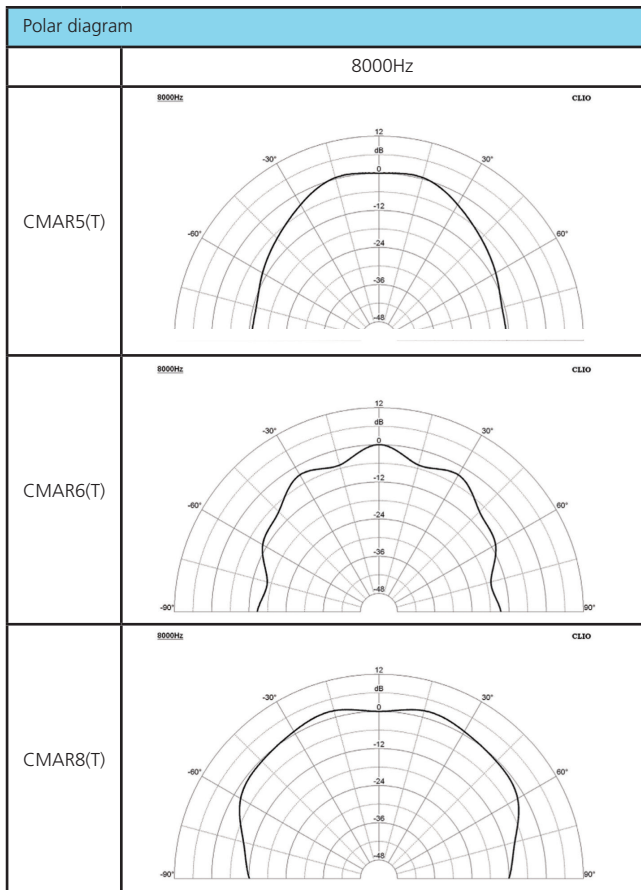 Polar diagram
8000Hz
CMAR5(T)
8000Hz CLIO
12
dB
-30° 30°
0
-12
-60° 60°
-24
-36
-48
CMAR6(T)
8000Hz CLIO
12
dB
-30° 30°
0
-12
-60° 60°
-24
-36
-48
-90° 90°
CMAR8(T)
8000Hz CLIO
12
dB
-30° 30°
0
-12
-60° 60°
-24
-36
-48
-90° 90°